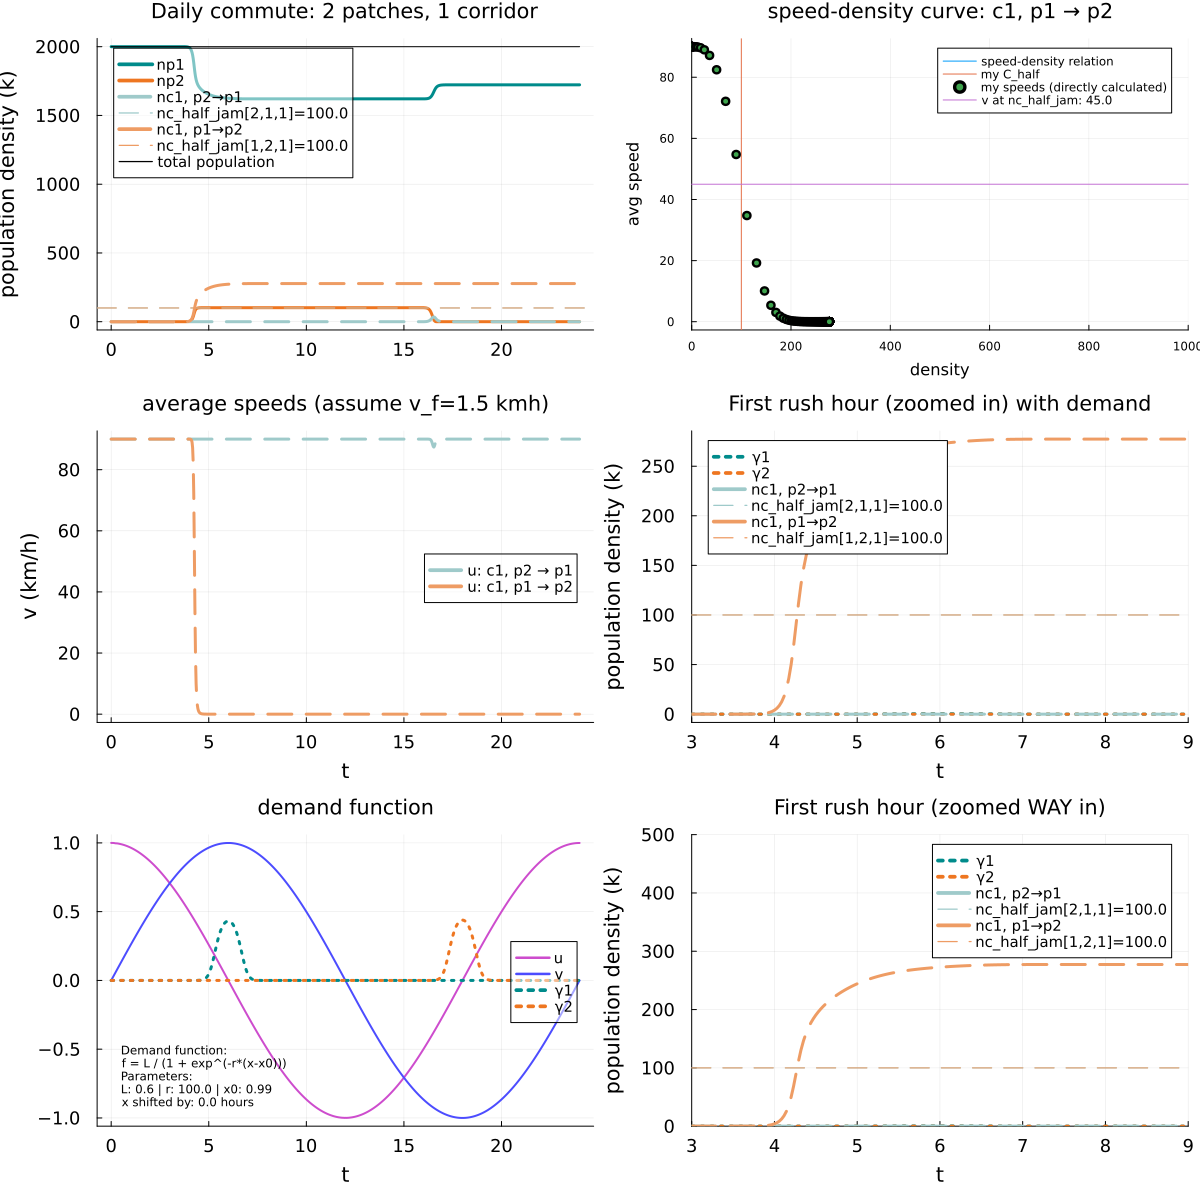 Daily commute: 2 patches, 1 corridor
population density (k)
2000
1500
1000
500
0
np1
np2
nc1, p2→p1
nc_half_jam[2,1,1]=100.0
nc1, p1→p2
nc_half_jam[1,2,1]=100.0
total population
0 5 10 15 20
speed-density curve: c1, p1 → p2
avg speed
80
60
40
20
0
speed-density relation
my C_half
my speeds (directly calculated)
v at nc_half_jam: 45.0
0 200 400 600 800 1000
density
average speeds (assume v_f=1.5 kmh)
v (km/h)
80
60
40
20
0
u: c1, p2 → p1
u: c1, p1 → p2
0 5 10 15 20
t
First rush hour (zoomed in) with demand
population density (k)
250
200
150
100
50
0
γ1
γ2
nc1, p2→p1
nc_half_jam[2,1,1]=100.0
nc1, p1→p2
nc_half_jam[1,2,1]=100.0
3 4 5 6 7 8 9
t
demand function
1.0
0.5
0.0
−0.5
−1.0
u
v
γ1
γ2
Demand function:
f = L / (1 + exp^(-r*(x-x0)))
Parameters:
L: 0.6 | r: 100.0 | x0: 0.99
x shifted by: 0.0 hours
0 5 10 15 20
t
First rush hour (zoomed WAY in)
population density (k)
500
400
300
200
100
0
γ1
γ2
nc1, p2→p1
nc_half_jam[2,1,1]=100.0
nc1, p1→p2
nc_half_jam[1,2,1]=100.0
3 4 5 6 7 8 9
t